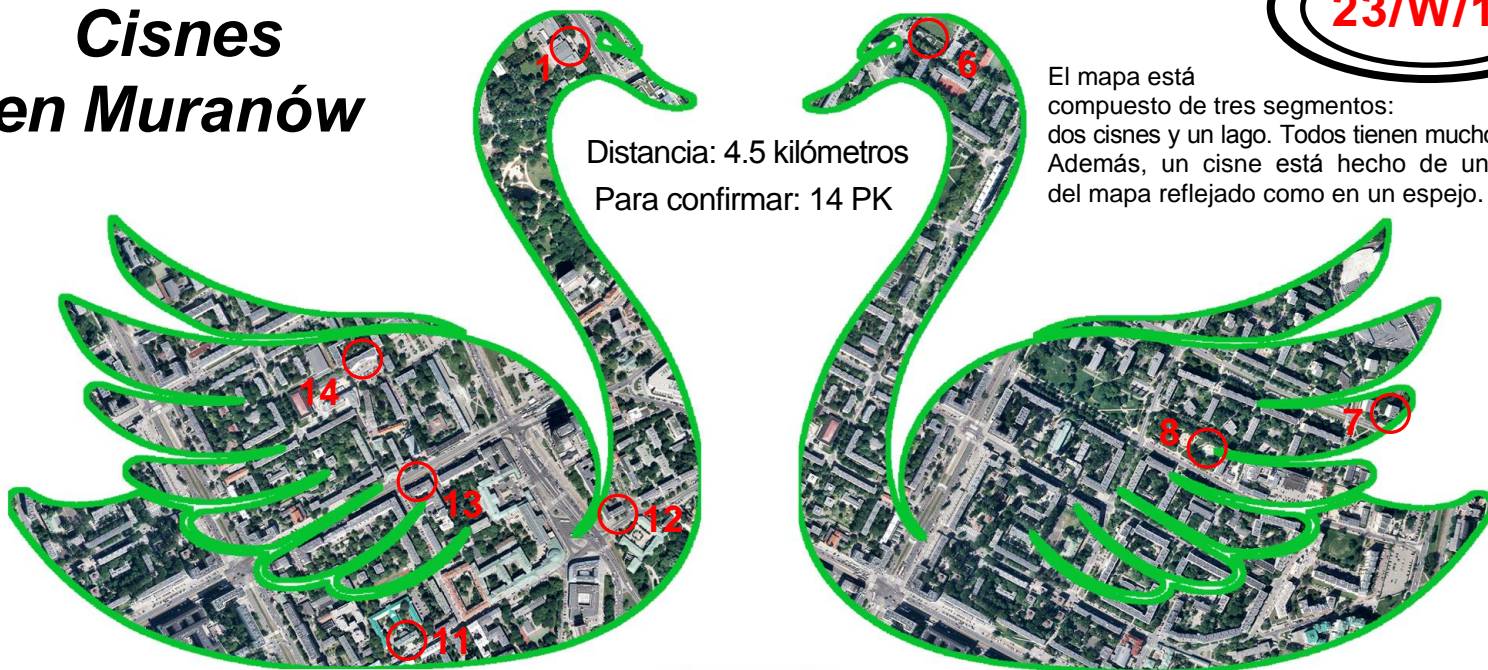 Cisnes
en Muranów
23/W/1
El mapa está
compuesto de tres segmentos:
dos cisnes y un lago. Todos tienen mucho
Además, un cisne está hecho de un
del mapa reflejado como en un espejo.
Distancia: 4.5 kilómetros
Para confirmar: 14 PK
1
6
14
13
12
11
8
7